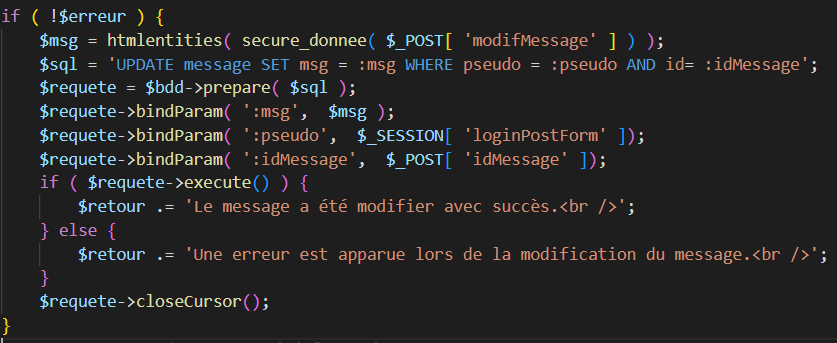 if ( !$erreur ) {
$msg = htmlentities( secure_donnee( $_POST[ 'modifMessage' ] ) );
$sql = 'UPDATE message SET msg = :msg WHERE pseudo = :pseudo AND id= :idMessage';
$requete = $bdd->prepare( $sql );
$requete->bindParam( ':msg',  $msg );
$requete->bindParam( ':pseudo',  $_SESSION[ 'loginPostForm' ]);
$requete->bindParam( ':idMessage',  $_POST[ 'idMessage' ]);
if ( $requete->execute() ) {
$retour .= 'Le message a été modifier avec succès.<br />';
} else {
$retour .= 'Une erreur est apparue lors de la modification du message.<br />';
}
$requete->closeCursor();
}